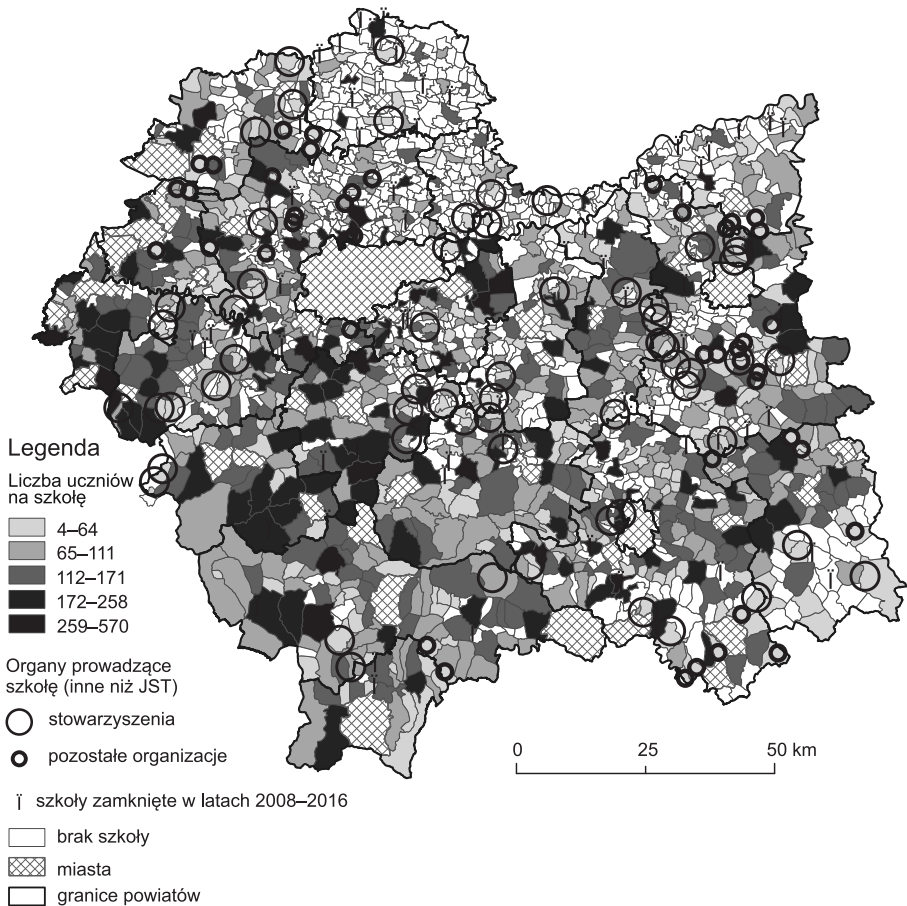 Legenda
Liczba uczniów
na szkołę
4–64
65–111
112–171
172–258
259–570
Organy prowadzące
szkołę (inne niż JST)
stowarzyszenia
pozostałe organizacje
ï szkoły zamknięte w latach 2008–2016
brak szkoły
miasta
granice powiatów
0 25 50 km